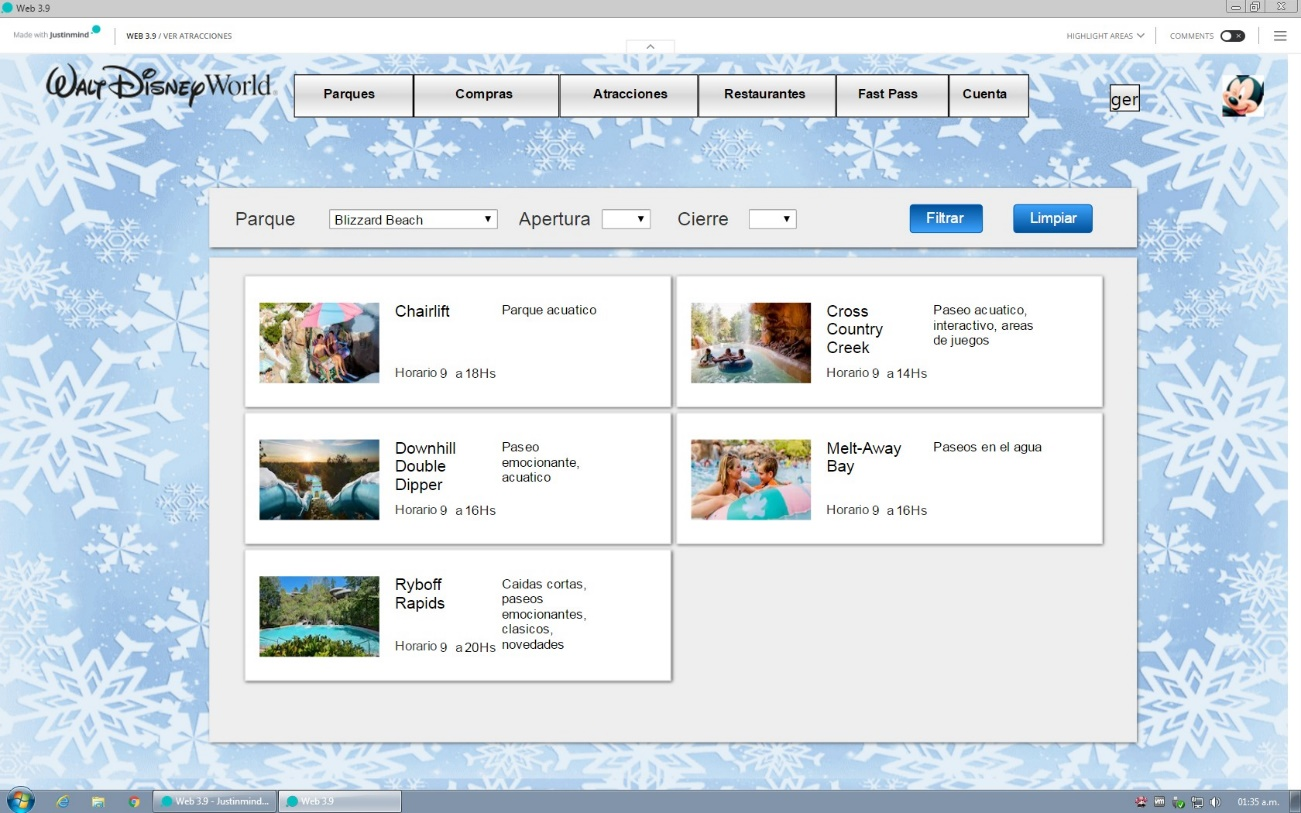 Web 3.9
Made with Justinmind
WEB 3.9 / VER ATRACCIONES
HIGHLIGHT AREAS
COMMENTS
WALT DISNEY World
Parques
Compras
Atracciones
Restaurantes
Fast Pass
Cuenta
ger
Parque
Blizzard Beach
Apertura
Cierre
Filtrar
Limpiar
Chairlift
Parque acuatico
Horario 9 a 18Hs
Cross
Country
Creek
Paseo acuatico,
interactivo, areas
de juegos
Horario 9 a 14Hs
Downhill
Double
Dipper
Paseo
emocionante,
acuatico
Horario 9 a 16Hs
Melt-Away
Bay
Paseos en el agua
Horario 9 a 16Hs
Ryboff
Rapids
Caidas cortas,
paseos
emocionantes,
clasicos,
novedades
Horario 9 a 20Hs
Web 3.9 - Justinmind...
Web 3.9
01:35 a.m.